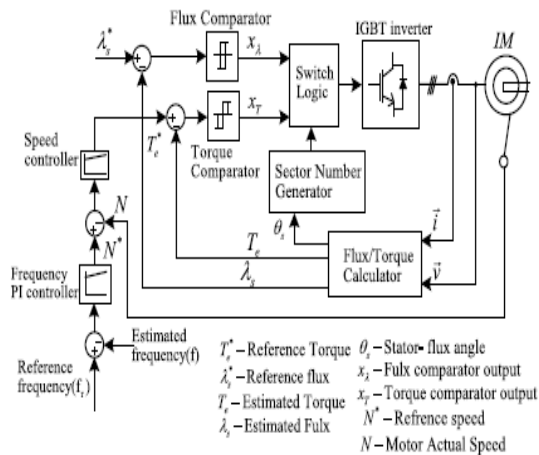 Flux Comparator
IGBT inverter
IM
λs*
xλ
Switch
Logic
Speed
controller
Te*
xT
Torque
Comparator
Sector Number
Generator
N
θs
i
Te
Flux/Torque
Calculator
N*
v
λs
Frequency
PI controller
Estimated
frequency(f)
Reference
frequency(fr)
Te* – Reference Torque
λs* – Reference flux
Te – Estimated Torque
λs – Estimated Fulx
θs – Stator- flux angle
xλ – Fulx comparator output
xT – Torque comparator output
N* – Refrence speed
N – Motor Actual Speed